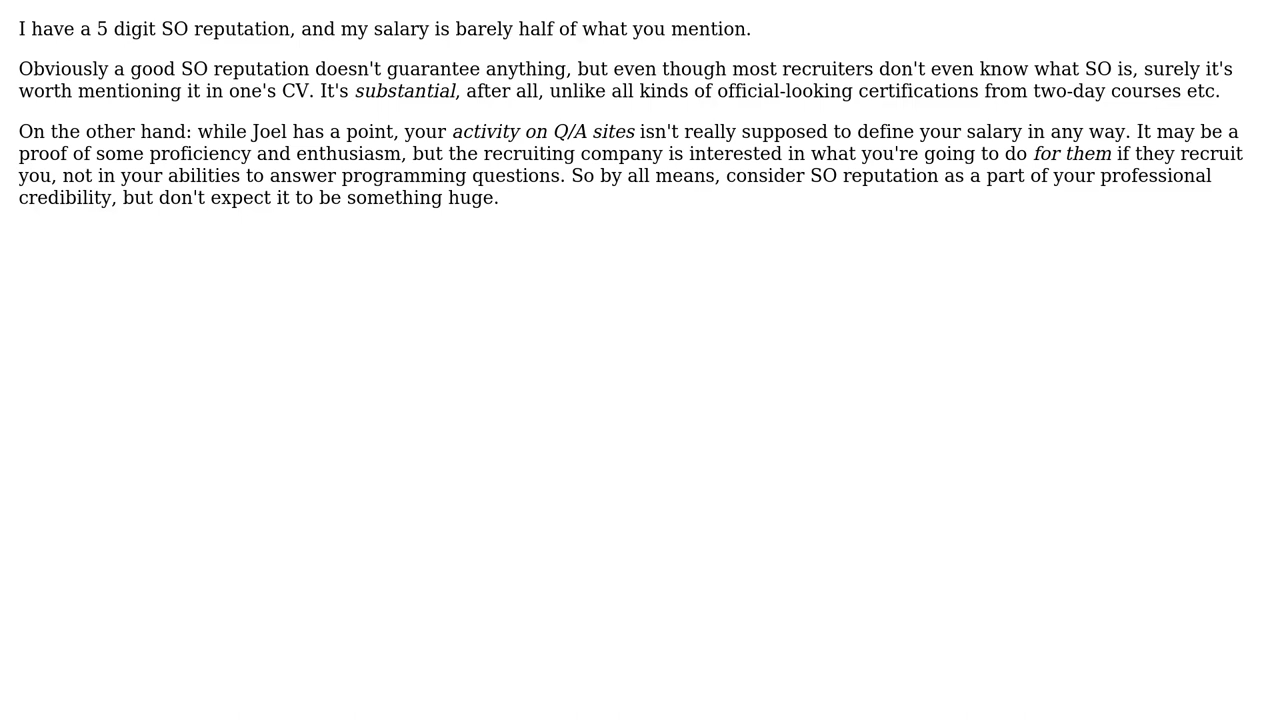 I have a 5 digit SO reputation, and my salary is barely half of what you mention.
Obviously a good SO reputation doesn't guarantee anything, but even though most recruiters don't even know what SO is, surely it's
worth mentioning it in one's CV. It's substantial, after all, unlike all kinds of official-looking certifications from two-day courses etc.
On the other hand: while Joel has a point, your activity on Q/A sites isn't really supposed to define your salary in any way. It may be a
proof of some proficiency and enthusiasm, but the recruiting company is interested in what you're going to do for them if they recruit
you, not in your abilities to answer programming questions. So by all means, consider SO reputation as a part of your professional
credibility, but don't expect it to be something huge.